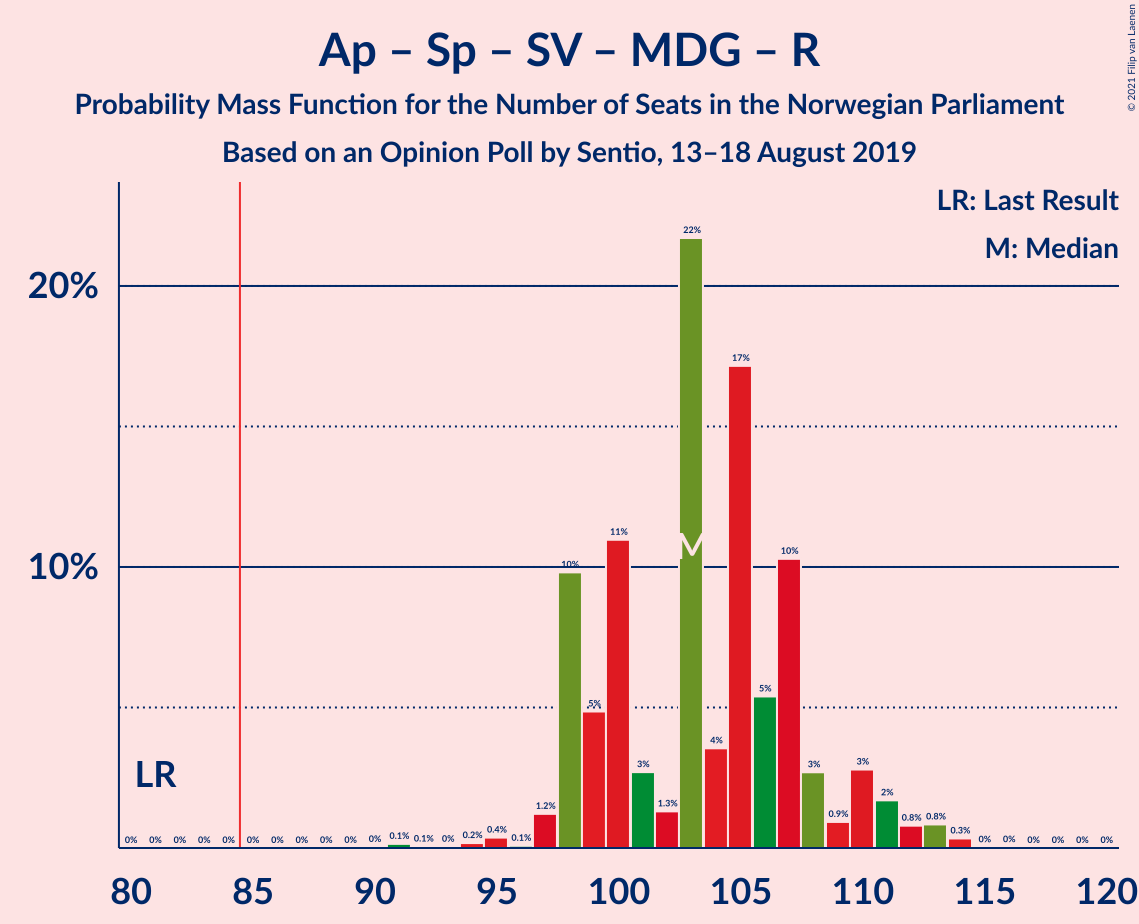 Ap – Sp – SV – MDG – R
Probability Mass Function for the Number of Seats in the Norwegian Parliament
Based on an Opinion Poll by Sentio, 13–18 August 2019
© 2021 Filip van Laenen
LR: Last Result
M: Median
20%
10%
LR
M
0% 0% 0% 0% 0% 0% 0% 0% 0% 0% 0% 0.1% 0.1% 0% 0.2% 0.4% 0.1% 1.2% 10% 5% 11% 3% 1.3% 22% 4% 17% 5% 10% 3% 0.9% 3% 2% 0.8% 0.8% 0.3% 0% 0% 0% 0% 0% 0%
80 85 90 95 100 105 110 115 120